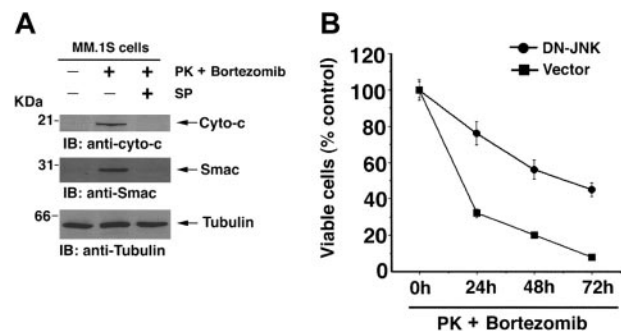 A
MM.1S cells
– + + PK + Bortezomib
– – + SP
KDa
21
Cyto-c
IB: anti-cyto-c
31
Smac
IB: anti-Smac
66
Tubulin
IB: anti-Tubulin
B
Viable cells (% control)
120
100
80
60
40
20
0
DN-JNK
Vector
0h 24h 48h 72h
PK + Bortezomib